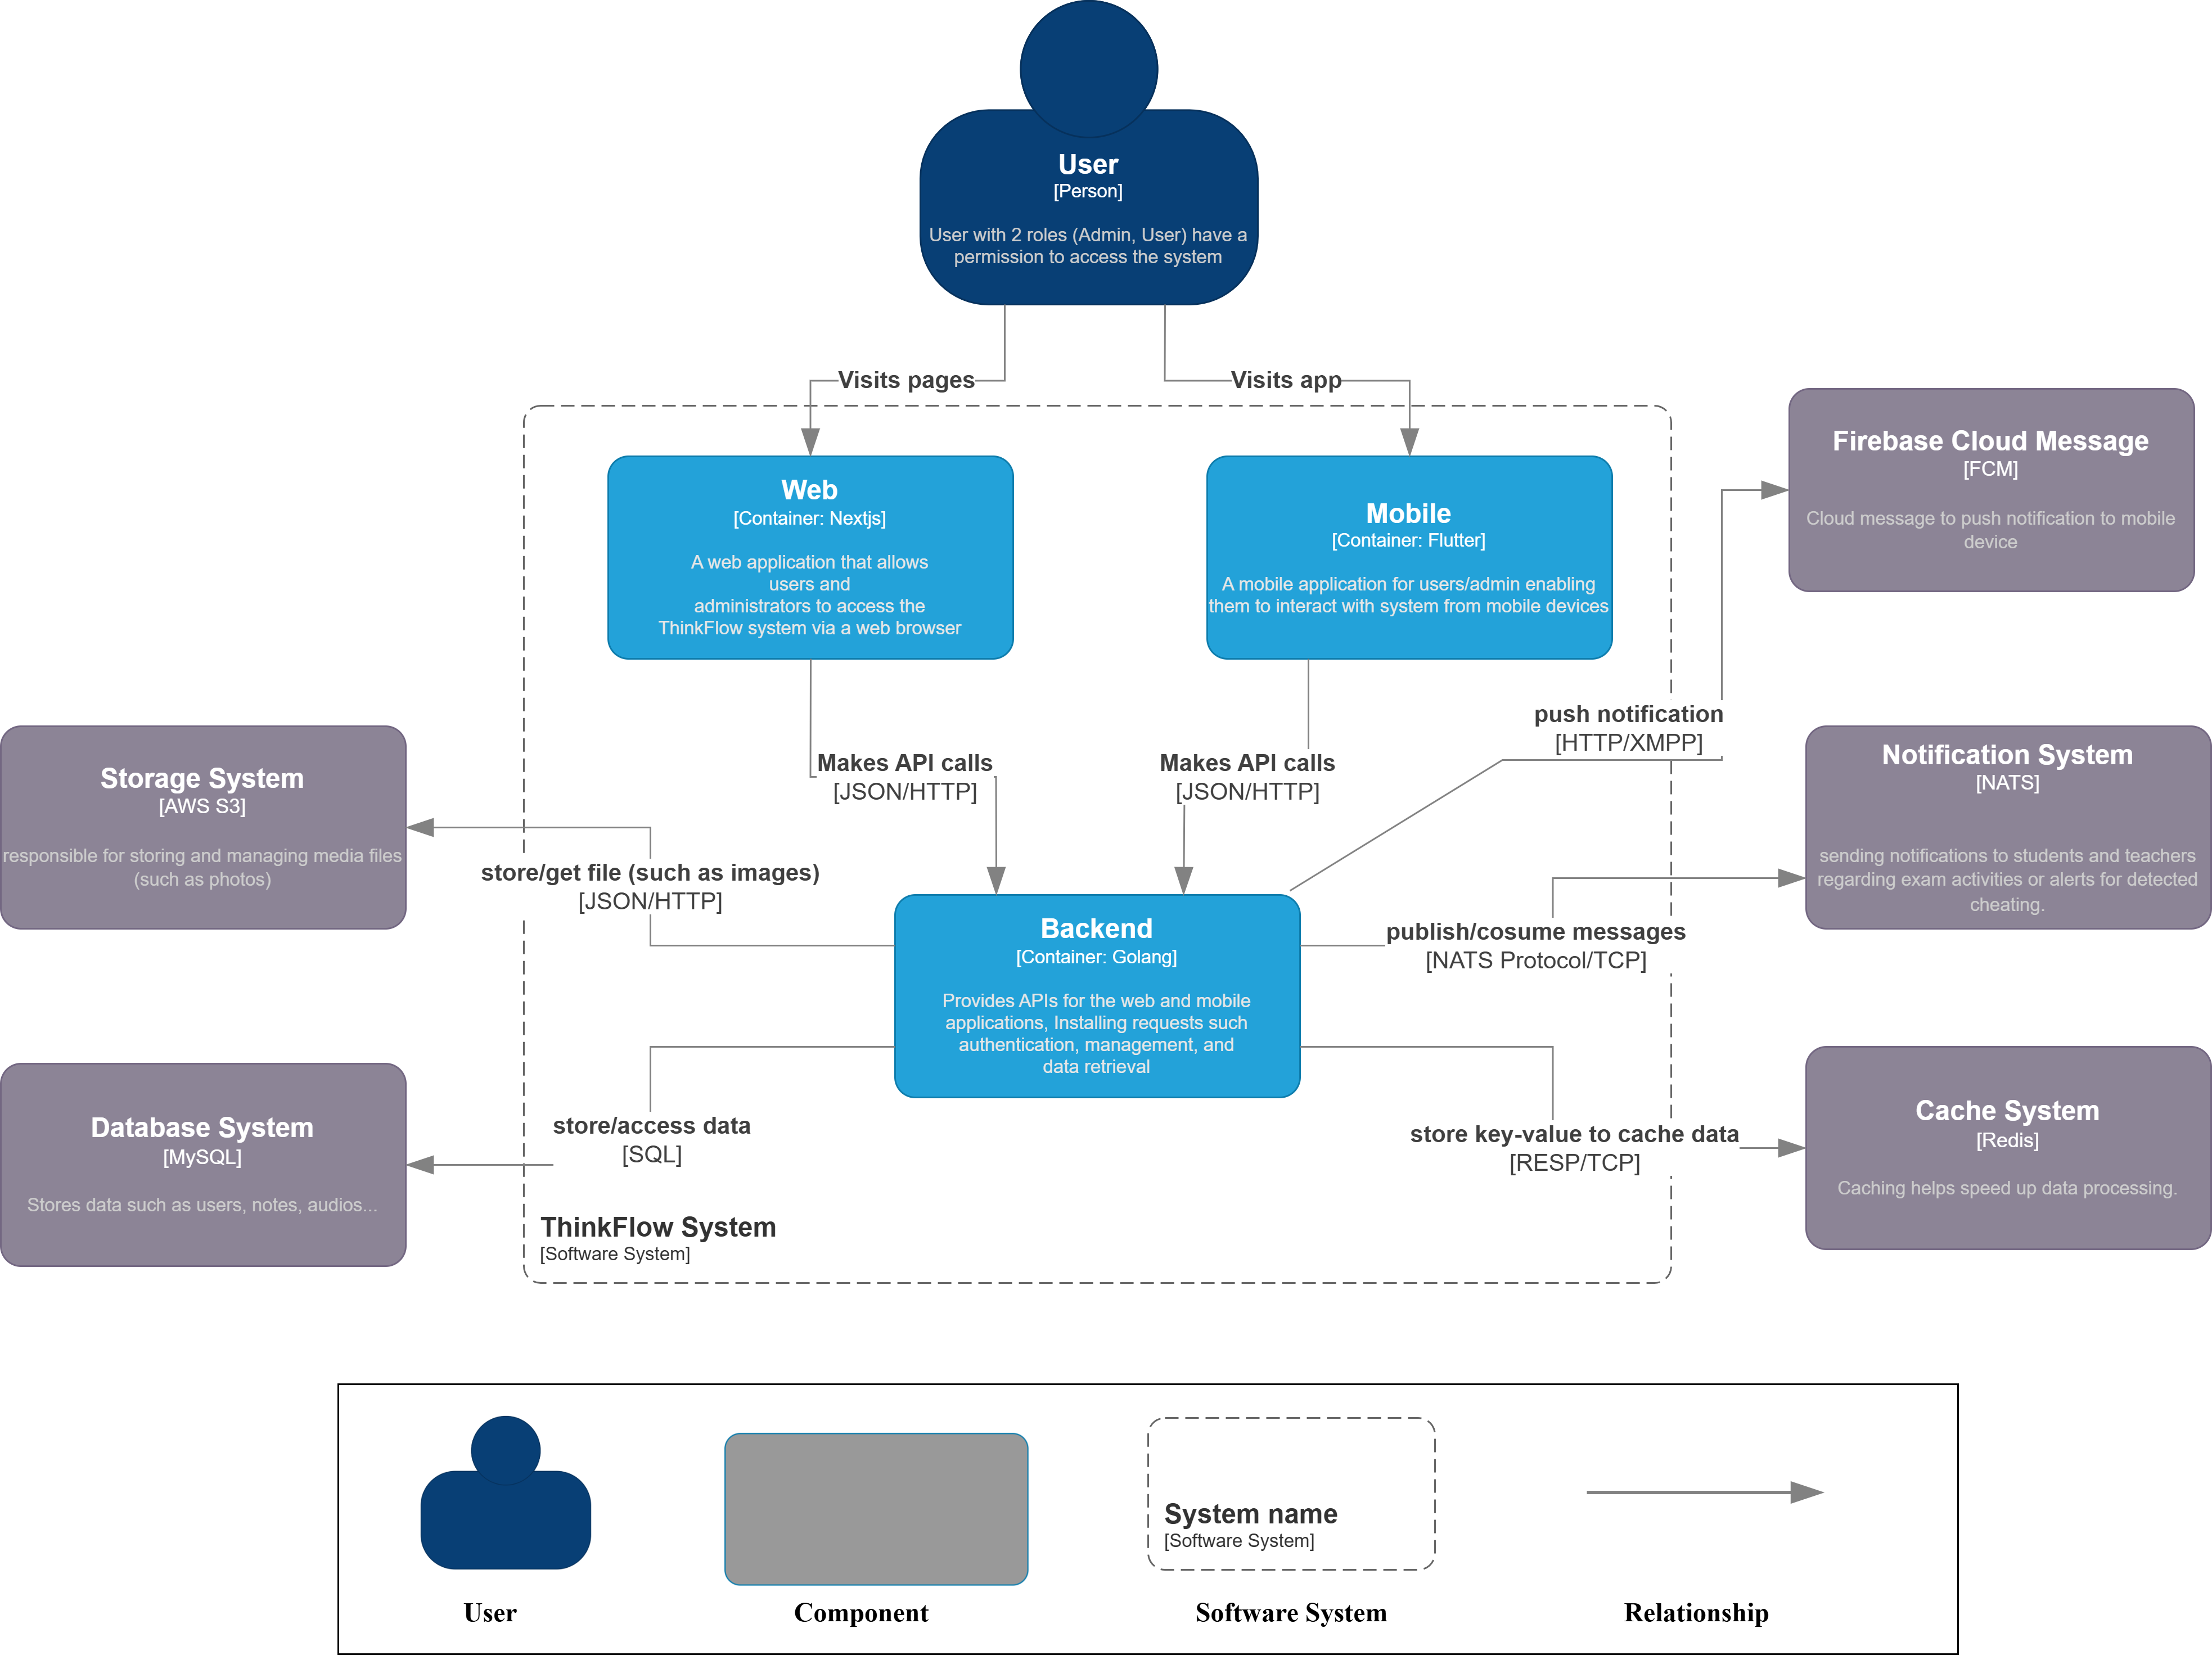 User
[Person]
User with 2 roles (Admin, User) have a
permission to access the system
Visits pages
Visits app
Web
[Container: Nextjs]
A web application that allows
users and
administrators to access the
ThinkFlow system via a web browser
Mobile
[Container: Flutter]
A mobile application for users/admin enabling
them to interact with system from mobile devices
Firebase Cloud Message
[FCM]
Cloud message to push notification to mobile
device
Makes API calls
[JSON/HTTP]
Makes API calls
[JSON/HTTP]
push notification
[HTTP/XMPP]
Storage System
[AWS S3]
responsible for storing and managing media files
(such as photos)
store/get file (such as images)
[JSON/HTTP]
Notification System
[NATS]
sending notifications to students and teachers
regarding exam activities or alerts for detected
cheating.
Backend
[Container: Golang]
Provides APIs for the web and mobile
applications, Installing requests such
authentication, management, and
data retrieval
publish/cosume messages
[NATS Protocol/TCP]
Database System
[MySQL]
Stores data such as users, notes, audios...
store/access data
[SQL]
store key-value to cache data
[RESP/TCP]
Cache System
[Redis]
Caching helps speed up data processing.
ThinkFlow System
[Software System]
System name
[Software System]
User
Component
Software System
Relationship